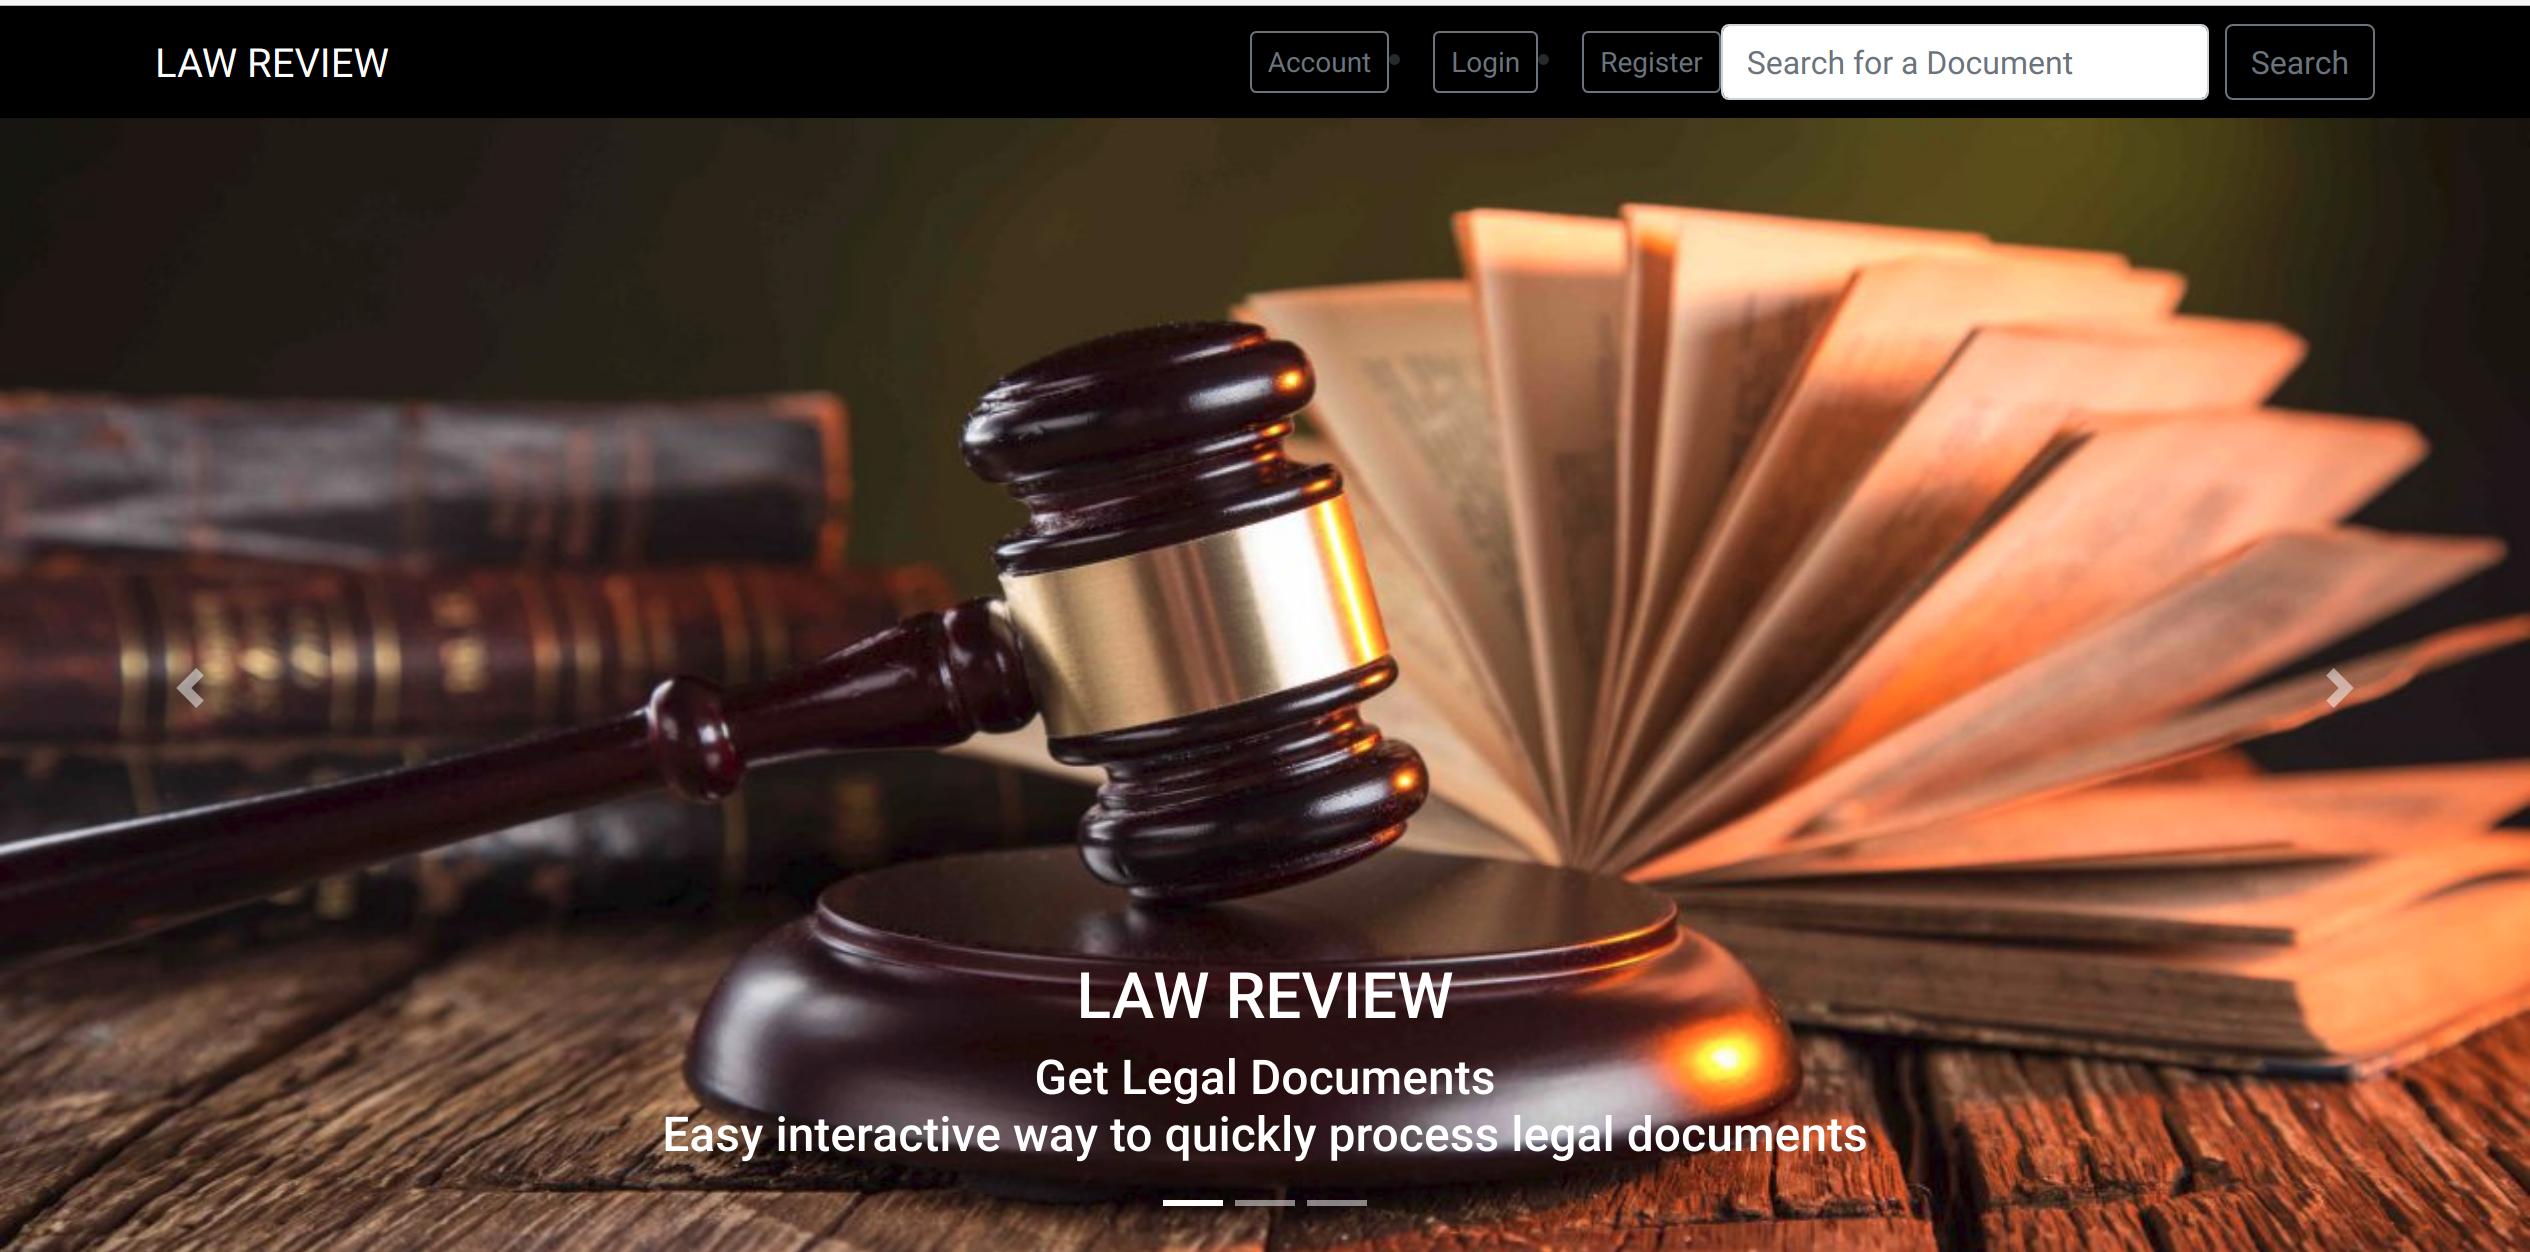 LAW REVIEW
Account Login Register Search for a Document Search
LAW REVIEW
Get Legal Documents
Easy interactive way to quickly process legal documents